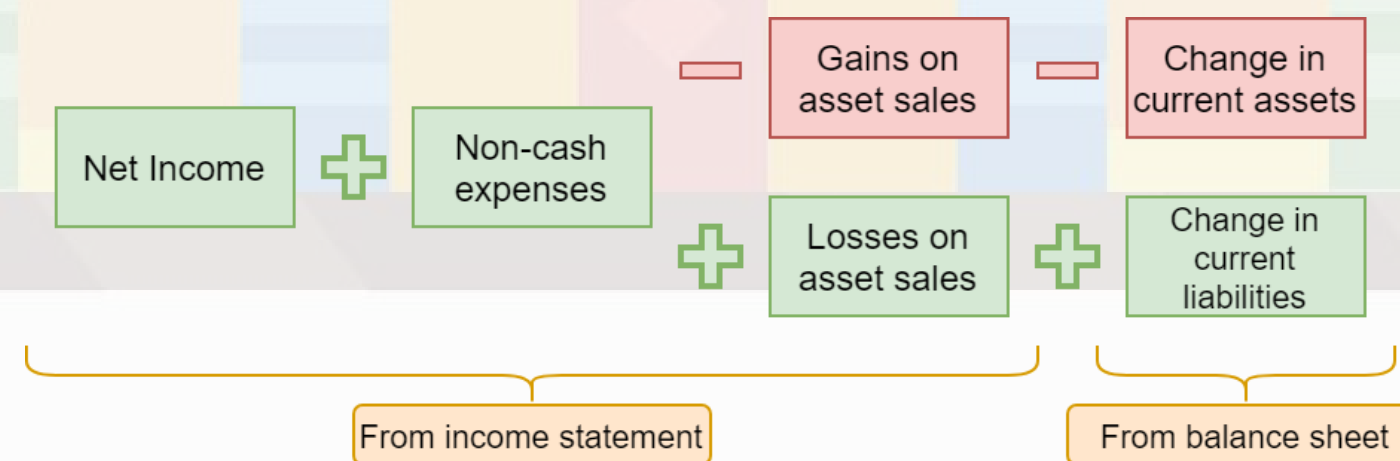 Net Income
Non-cash
expenses
Gains on
asset sales
Losses on
asset sales
Change in
current assets
Change in
current
liabilities
From income statement
From balance sheet